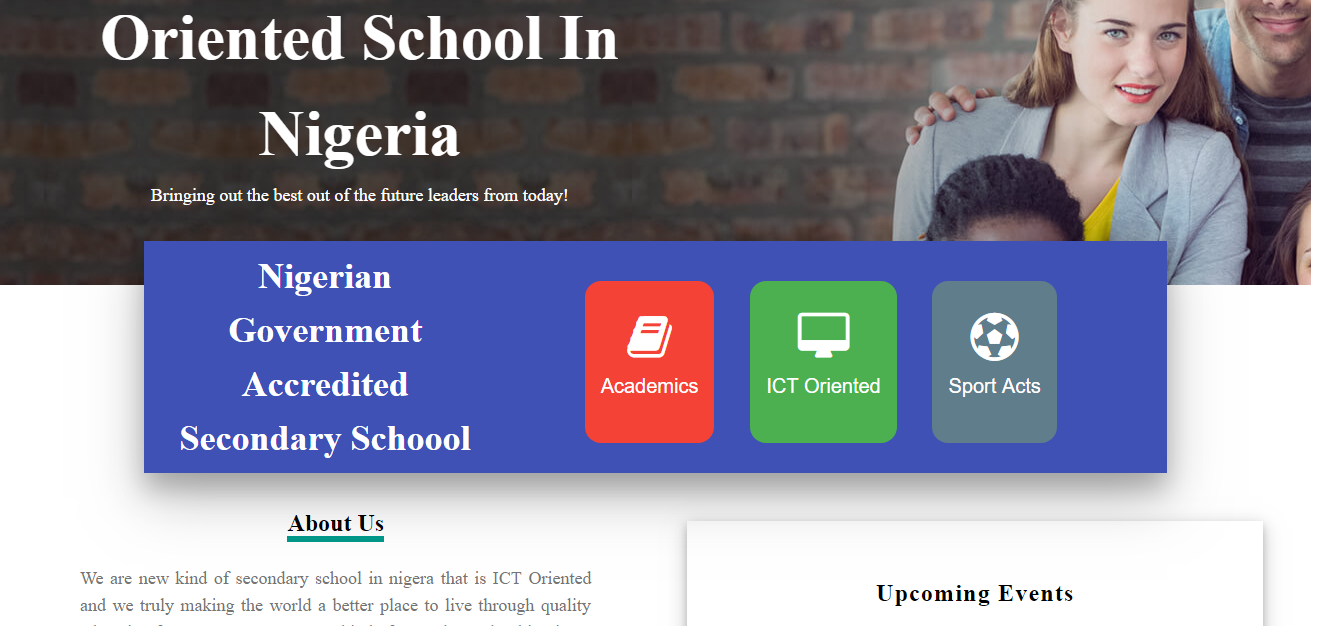 Oriented School In
Nigeria
Bringing out the best out of the future leaders from today!
Nigerian
Government
Accredited
Secondary Schoool
Academics
ICT Oriented
Sport Acts
About Us
We are new kind of secondary school in nigera that is ICT Oriented
and we truly making the world a better place to live through quality
Upcoming Events